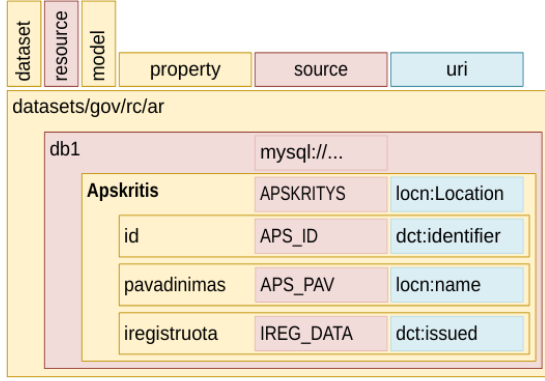 dataset resource model property source uri
datasets/gov/rc/ar
db1 mysql://...
Apskritis APSKRITYS locn:Location
id APS_ID dct:identifier
pavadinimas APS_PAV locn:name
iregistruota IREG_DATA dct:issued